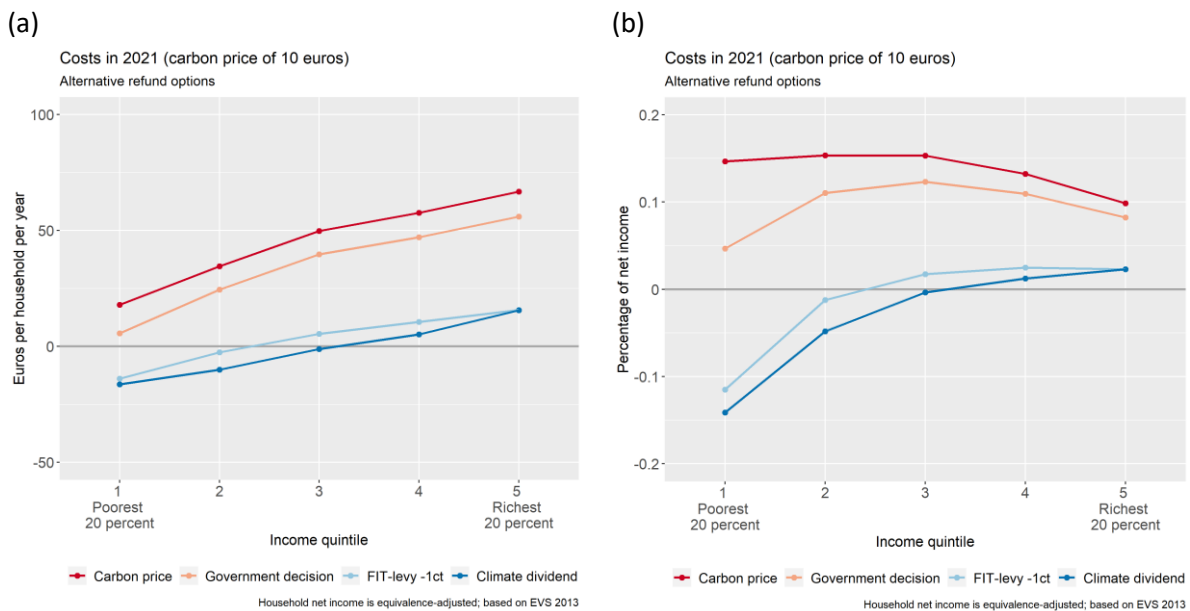 (a)
Costs in 2021 (carbon price of 10 euros)
Alternative refund options
100
50
0
-50
Euros per household per year
1
2
3
4
5
Poorest
20 percent
Richest
20 percent
Income quintile
Carbon price
Government decision
FIT-levy -1ct
Climate dividend
Household net income is equivalence-adjusted; based on EVS 2013
(b)
Costs in 2021 (carbon price of 10 euros)
Alternative refund options
0.2
0.1
0
-0.1
-0.2
Percentage of net income
1
2
3
4
5
Poorest
20 percent
Richest
20 percent
Income quintile
Carbon price
Government decision
FIT-levy -1ct
Climate dividend
Household net income is equivalence-adjusted; based on EVS 2013